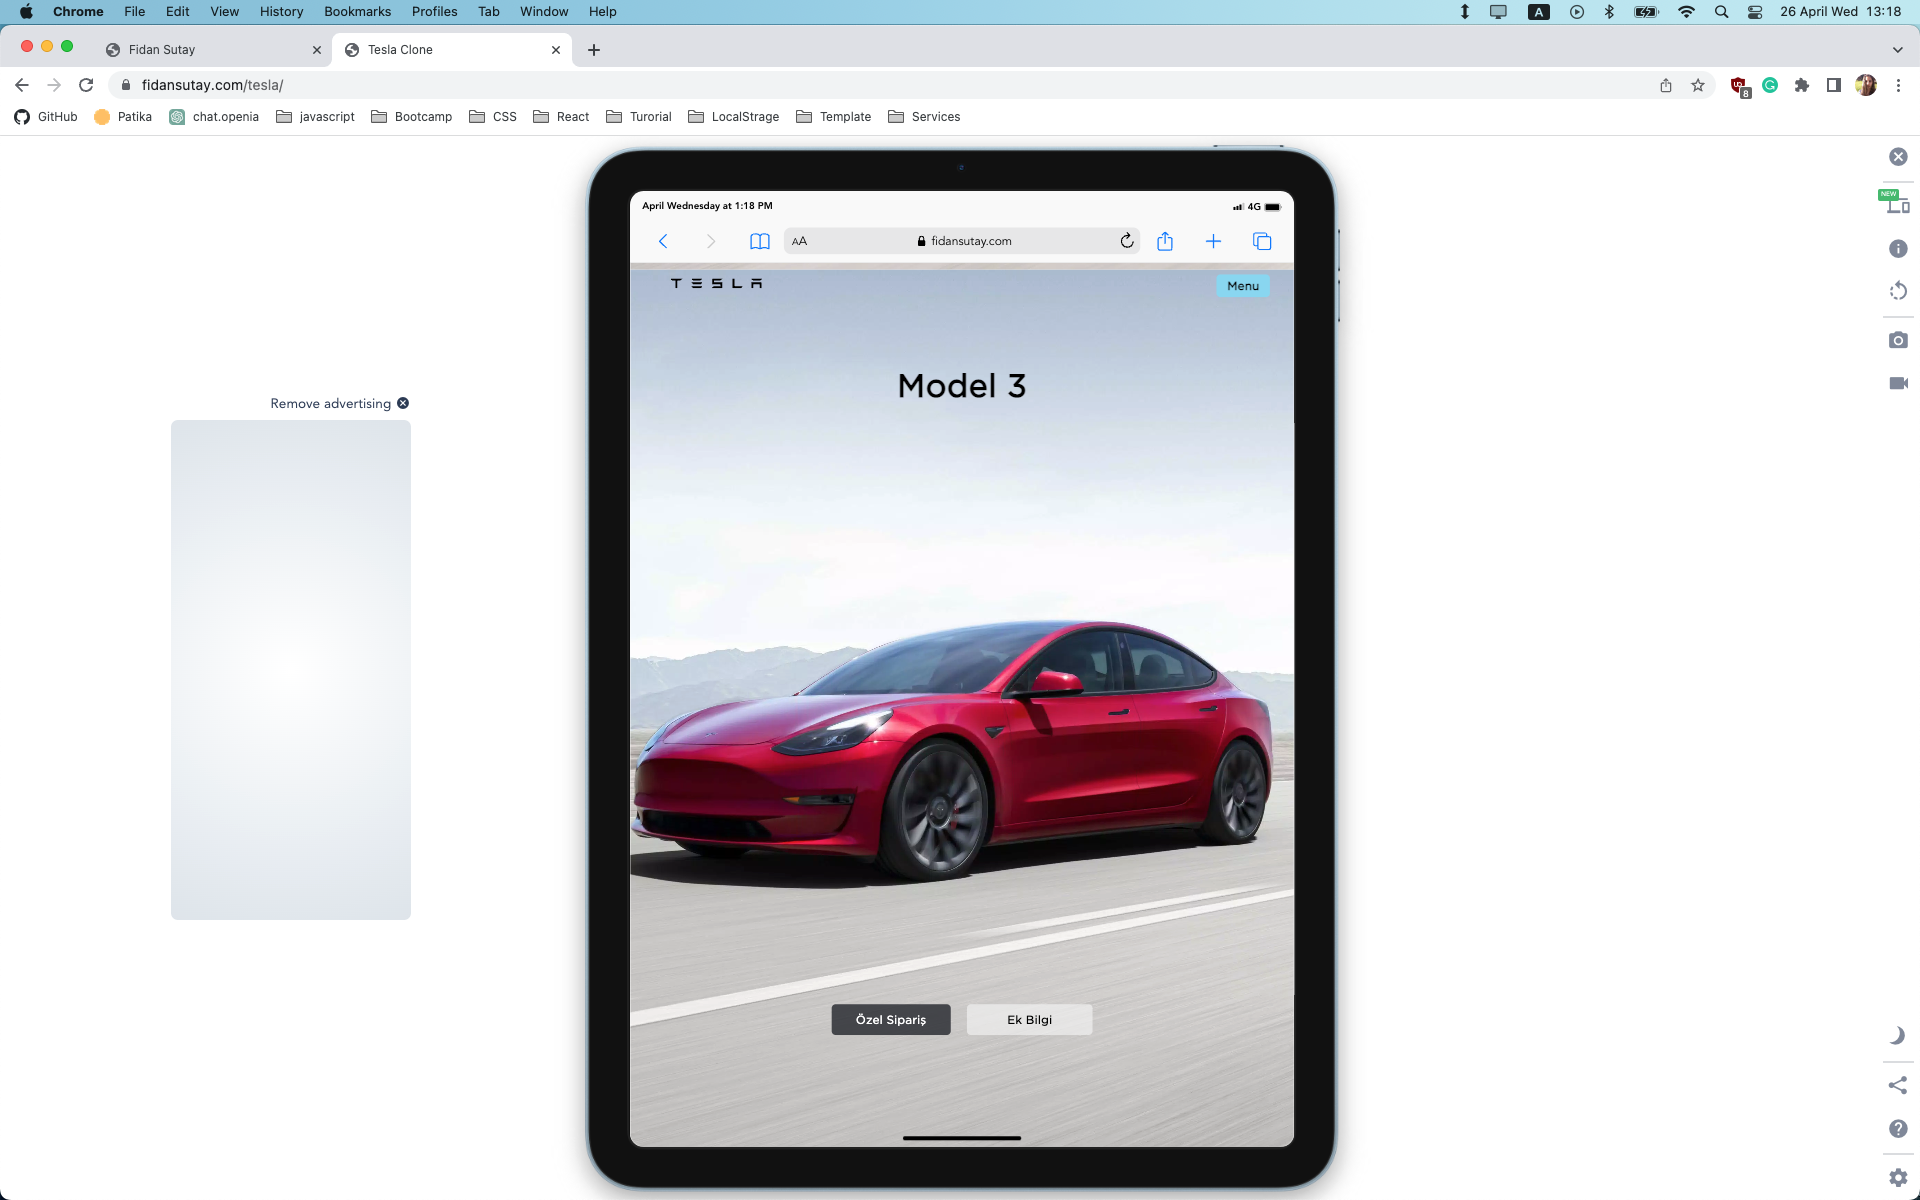 Chrome File Edit View History Bookmarks Profiles Tab Window Help A 26 April Wed 13:18
Fidan Sutay Tesla Clone
fidansutay.com/tesla/ 8
GitHub Patika chat.openia javascript Bootcamp CSS React Turorial LocalStrage Template Services
NEW
April Wednesday at 1:18 PM 4G
AA fidansutay.com
TESLA Menu
Model 3
Remove advertising
Özel Sipariş Ek Bilgi